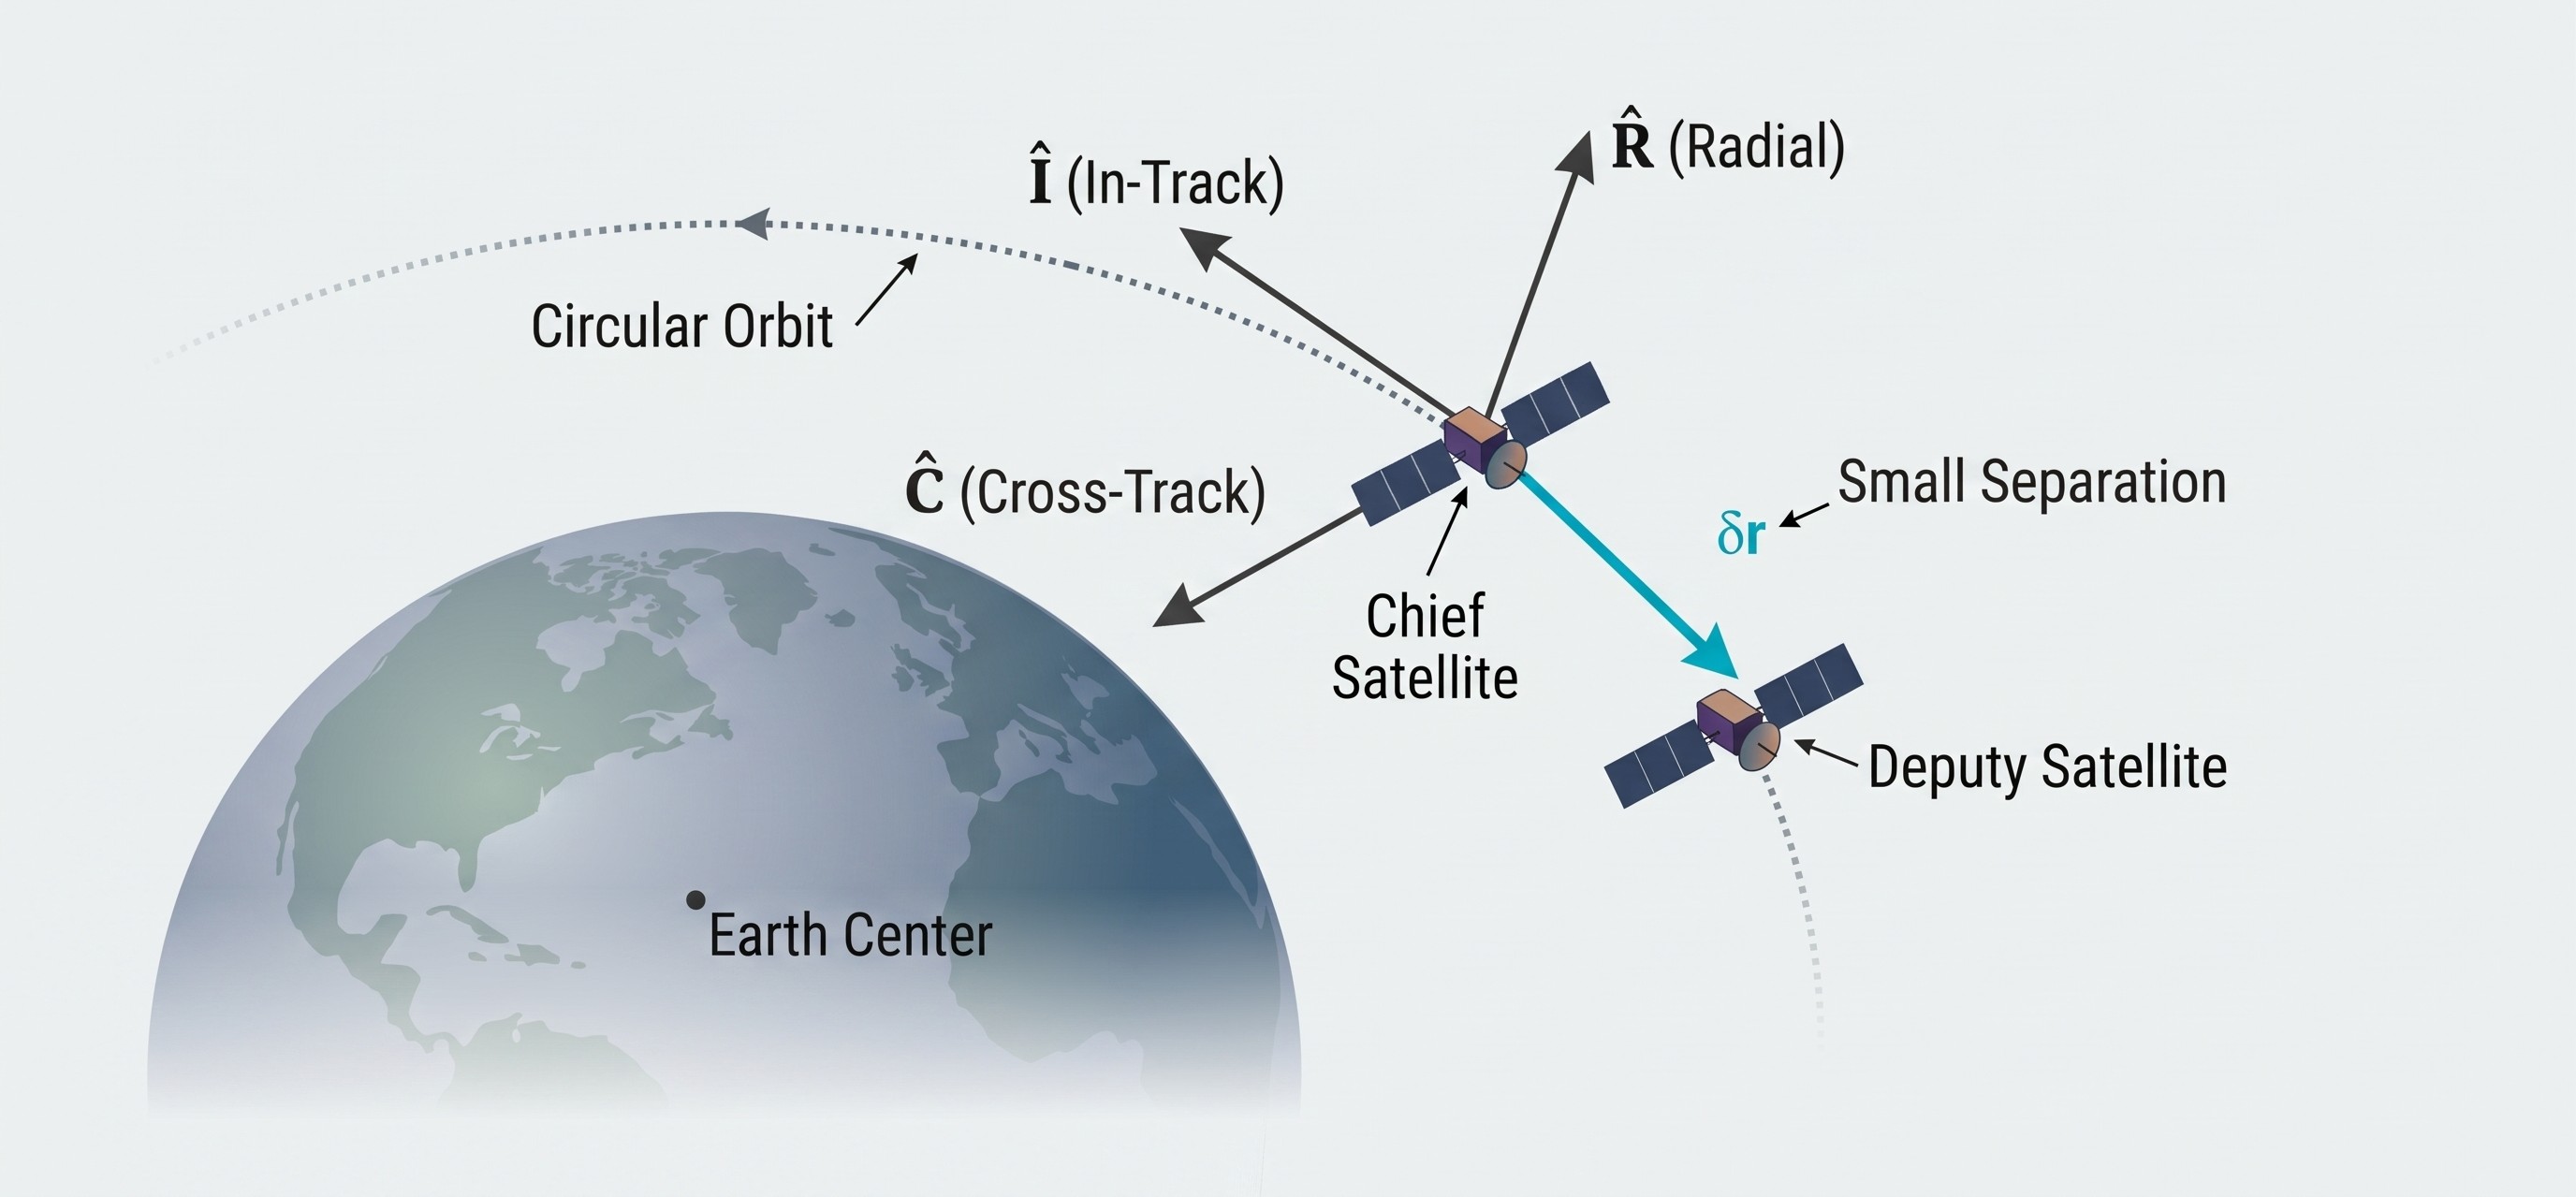 R̂ (Radial)
Î (In-Track)
Circular Orbit
Ĉ (Cross-Track)
Small Separation
δr
Chief
Satellite
Deputy Satellite
Earth Center